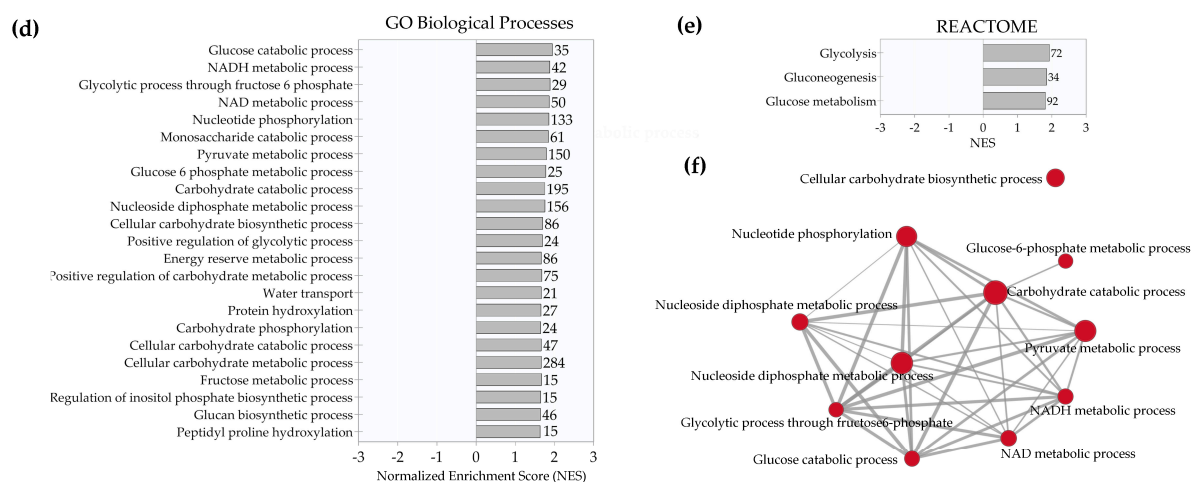 (d)
GO Biological Processes
Glucose catabolic process 35
NADH metabolic process 42
Glycolytic process through fructose 6 phosphate 29
NAD metabolic process 50
Nucleotide phosphorylation 133
Monosaccharide catabolic process 61
Pyruvate metabolic process 150
Glucose 6 phosphate metabolic process 25
Carbohydrate catabolic process 195
Nucleoside diphosphate metabolic process 156
Cellular carbohydrate biosynthetic process 86
Positive regulation of glycolytic process 24
Energy reserve metabolic process 86
Positive regulation of carbohydrate metabolic process 75
Water transport 21
Protein hydroxylation 27
Carbohydrate phosphorylation 24
Cellular carbohydrate catabolic process 47
Cellular carbohydrate metabolic process 284
Fructose metabolic process 15
Regulation of inositol phosphate biosynthetic process 15
Glucan biosynthetic process 46
Peptidyl proline hydroxylation 15
-3 -2 -1 0 1 2 3
Normalized Enrichment Score (NES)
(e)
REACTOME
Glycolysis 72
Gluconeogenesis 34
Glucose metabolism 92
-3 -2 -1 0 1 2 3
NES
(f)
Cellular carbohydrate biosynthetic process
Nucleotide phosphorylation
Glucose-6-phosphate metabolic process
Carbohydrate catabolic process
Nucleoside diphosphate metabolic process
Pyruvate metabolic process
Nucleoside diphosphate metabolic process
NADH metabolic process
Glycolytic process through fructose6-phosphate
NAD metabolic process
Glucose catabolic process